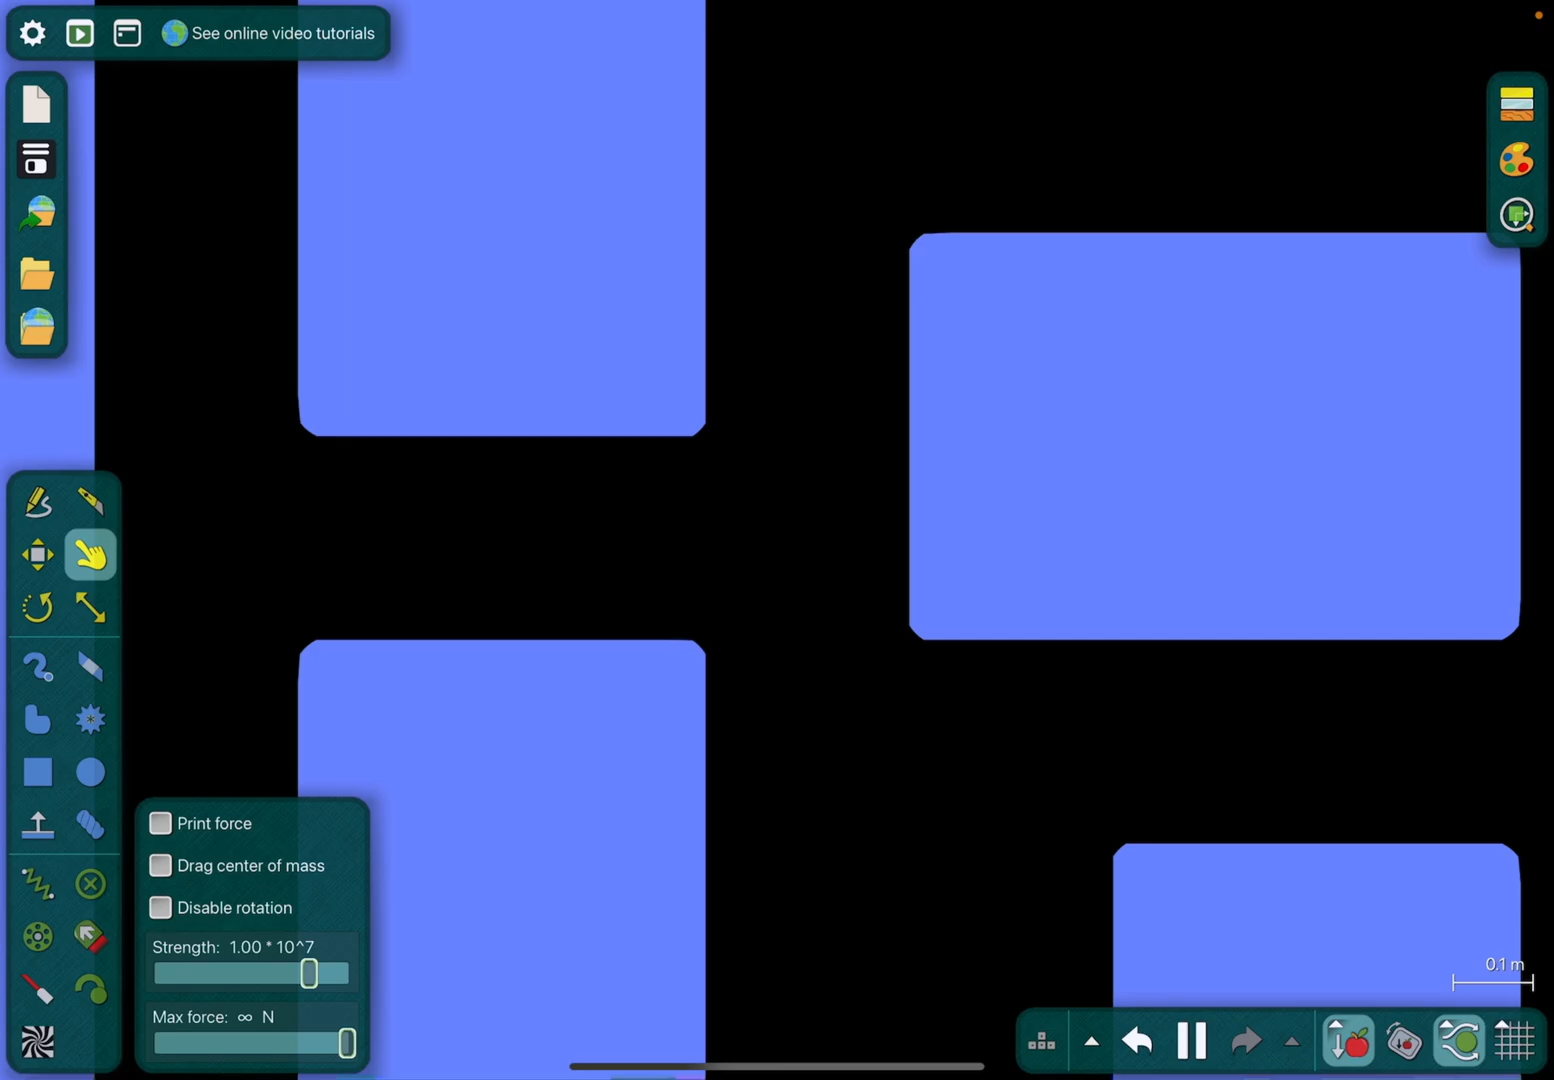 See online video tutorials
Print force
Drag center of mass
Disable rotation
Strength: 1.00 * 10^7
Max force: ∞ N
0.1 m